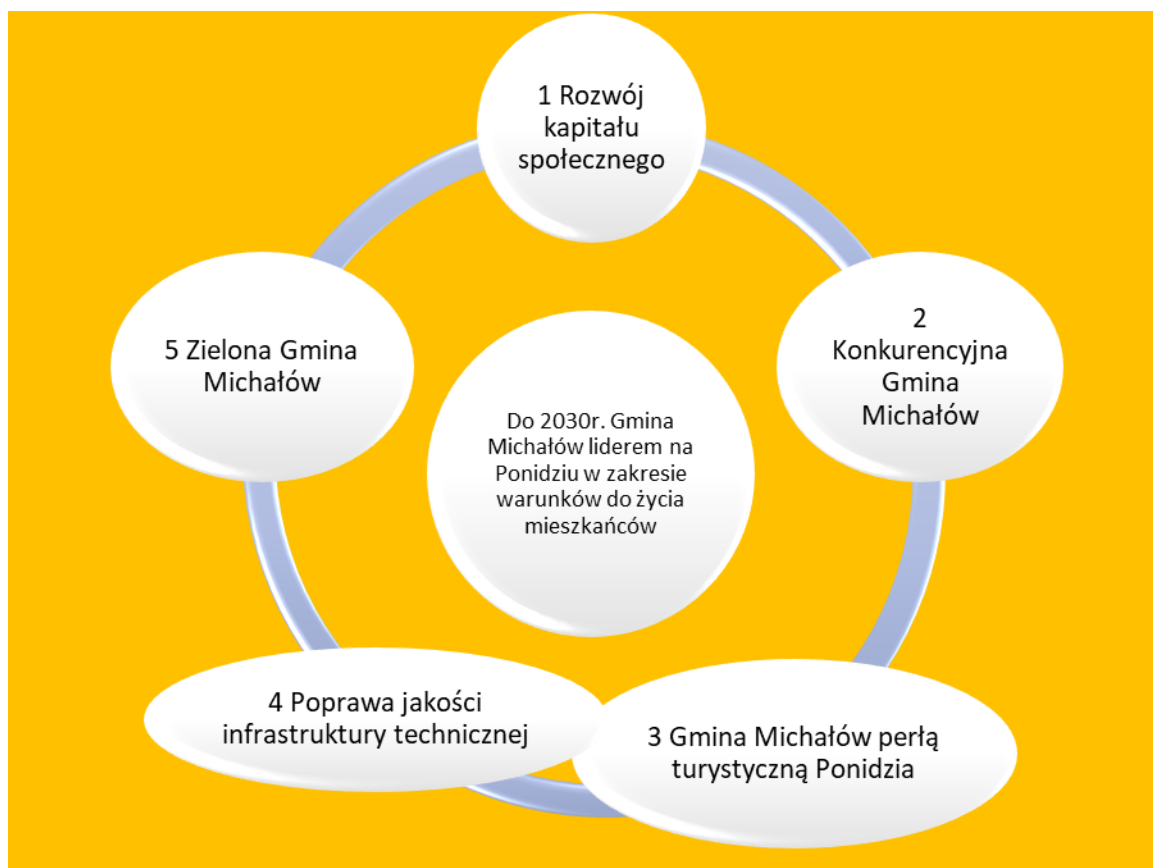 1 Rozwój
kapitału
społecznego
2
Konkurencyjna
Gmina
Michałów
3 Gmina Michałów perłą
turystyczną Ponidzia
4 Poprawa jakości
infrastruktury technicznej
5 Zielona Gmina
Michałów
Do 2030r. Gmina
Michałów liderem na
Ponidziu w zakresie
warunków do życia
mieszkańców